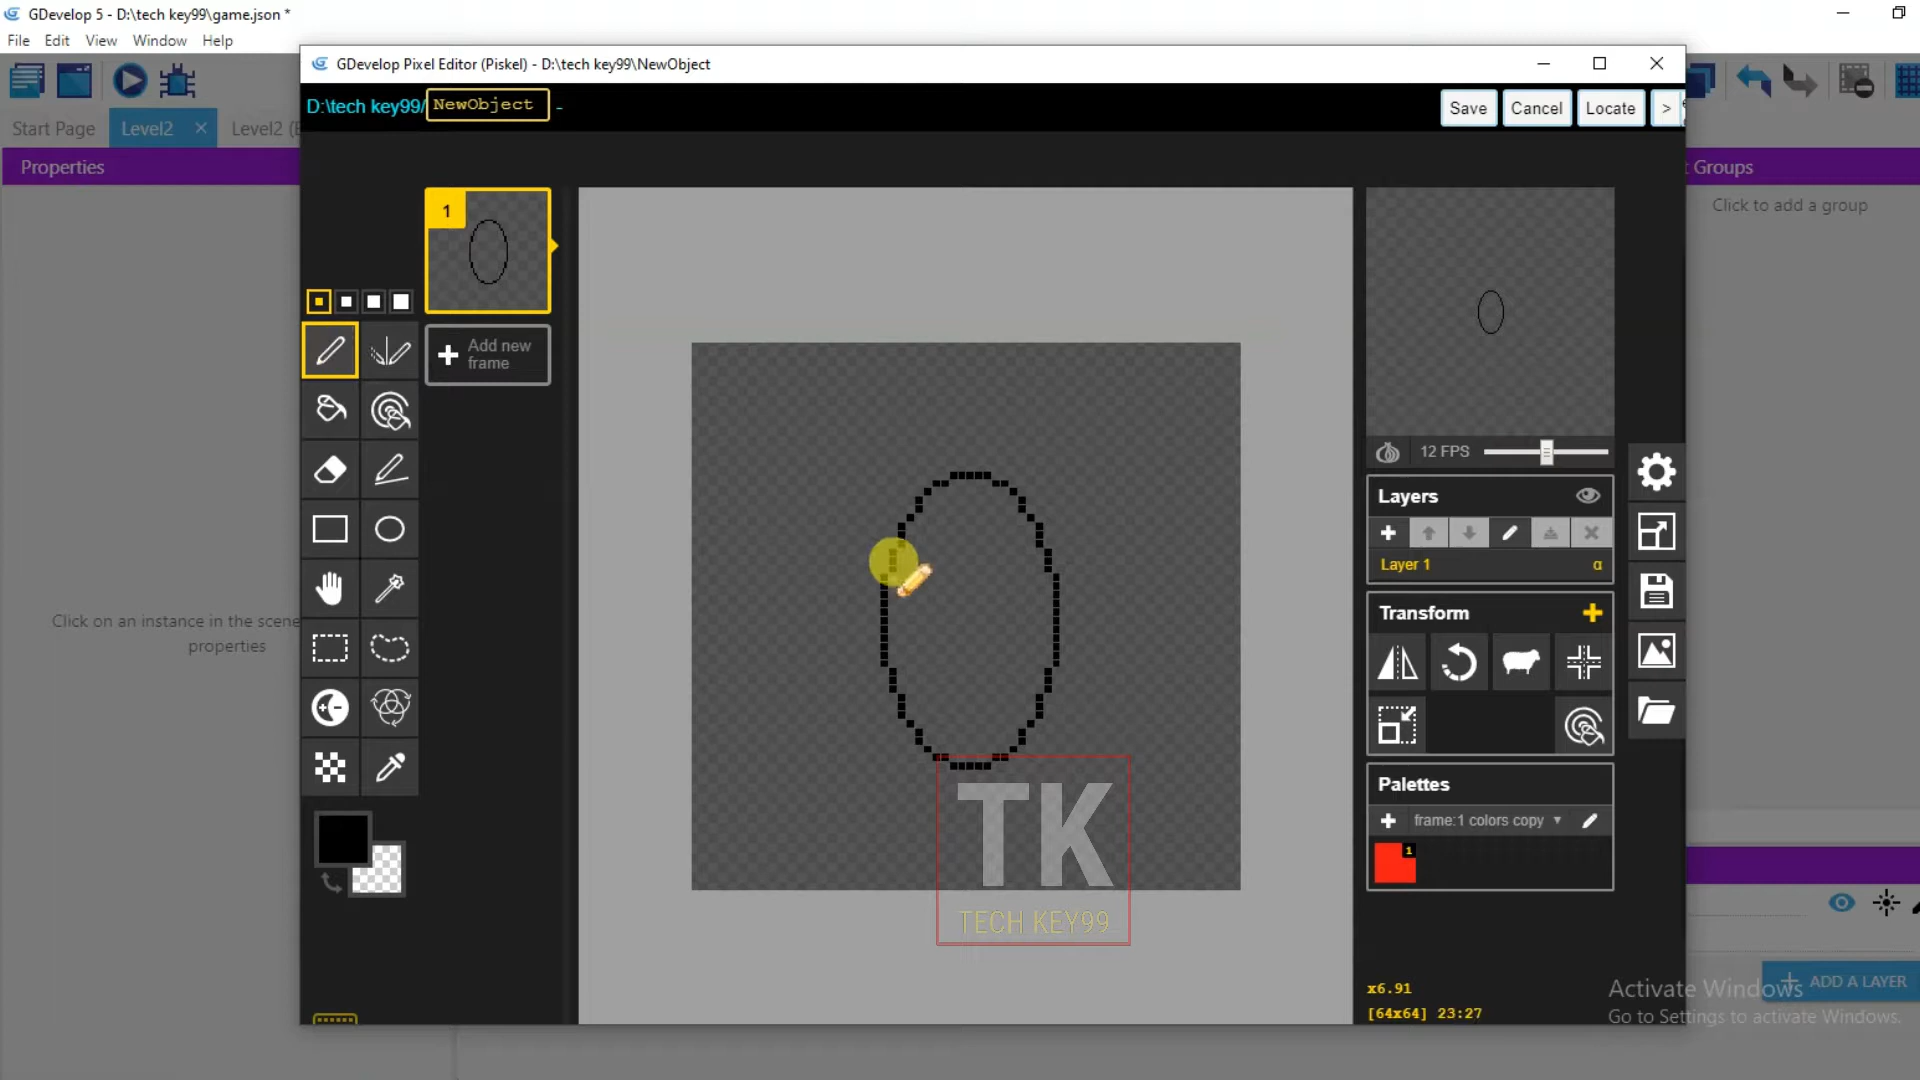 GDevelop 5 - D:\tech key99\game.json *
File Edit View Window Help
GDevelop Pixel Editor (Piskel) - D:\tech key99\NewObject
D:\tech key99/ NewObject -
Save Cancel Locate >
Start Page Level2 × Level2 (E
Properties
t Groups
Click to add a group
1
Add new
frame
12 FPS
Layers
Layer 1 α
Transform
Click on an instance in the scene
properties
Palettes
frame:1 colors copy
1
TK
TECH KEY99
x6.91
[64x64] 23:27
ADD A LAYER
Activate Windows
Go to Settings to activate Windows.